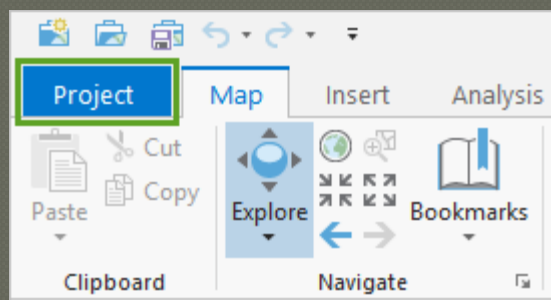 Project Map Insert Analysis
Cut
Copy
Paste Explore Bookmarks
Clipboard Navigate